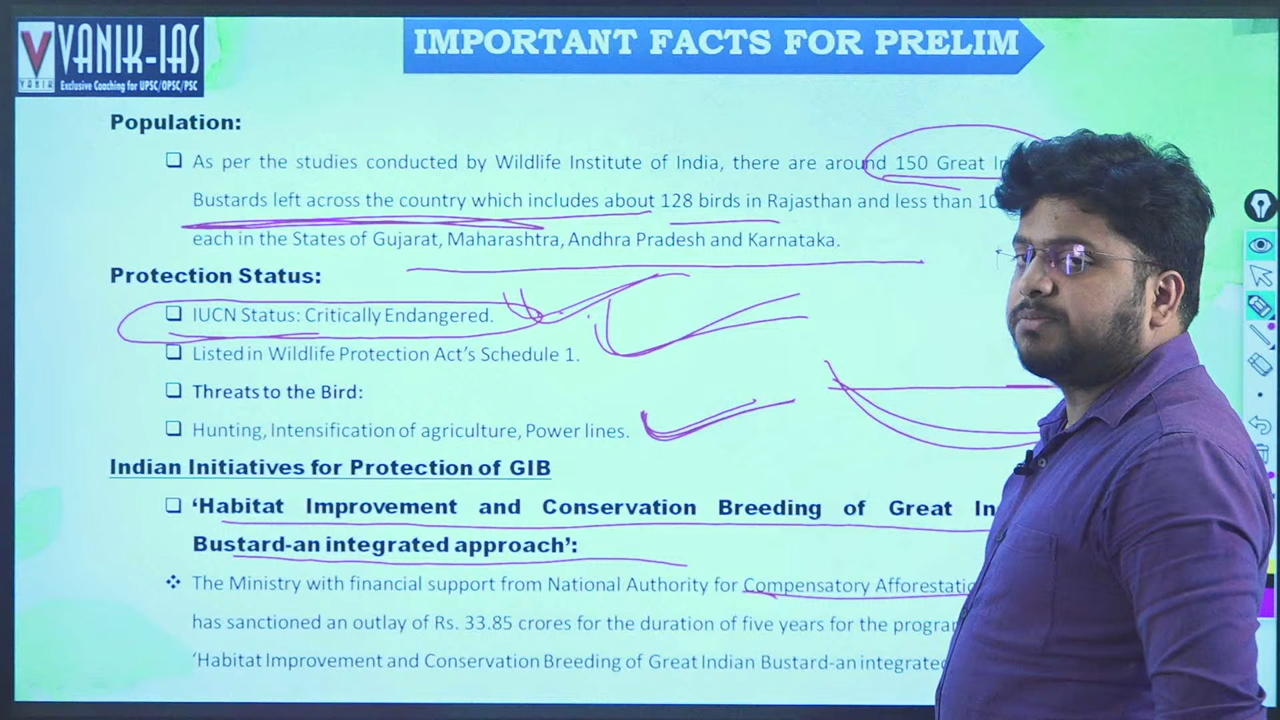 VANIK-IAS
VANIK
Exclusive Coaching for UPSC/OPSC/PSC
IMPORTANT FACTS FOR PRELIM
Population:
As per the studies conducted by Wildlife Institute of India, there are around 150 Great
Bustards left across the country which includes about 128 birds in Rajasthan and less than 10
each in the States of Gujarat, Maharashtra, Andhra Pradesh and Karnataka.
Protection Status:
IUCN Status: Critically Endangered.
Listed in Wildlife Protection Act's Schedule 1.
Threats to the Bird:
Hunting, Intensification of agriculture, Power lines.
Indian Initiatives for Protection of GIB
'Habitat Improvement and Conservation Breeding of Great
Bustard-an integrated approach':
The Ministry with financial support from National Authority for Compensatory
has sanctioned an outlay of Rs. 33.85 crores for the duration of five years for the
'Habitat Improvement and Conservation Breeding of Great Indian Bustard-an